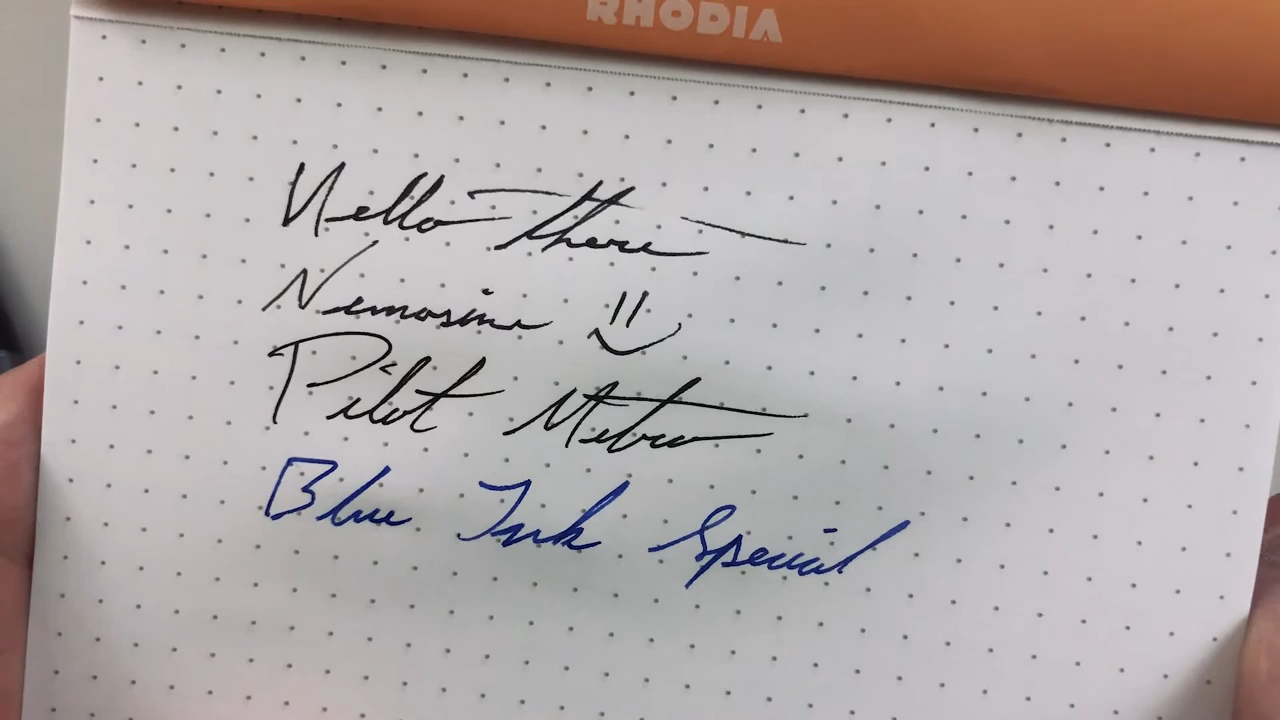 RHODIA
Hello there
Nemosine
Pilot Metro
Blue Ink Special